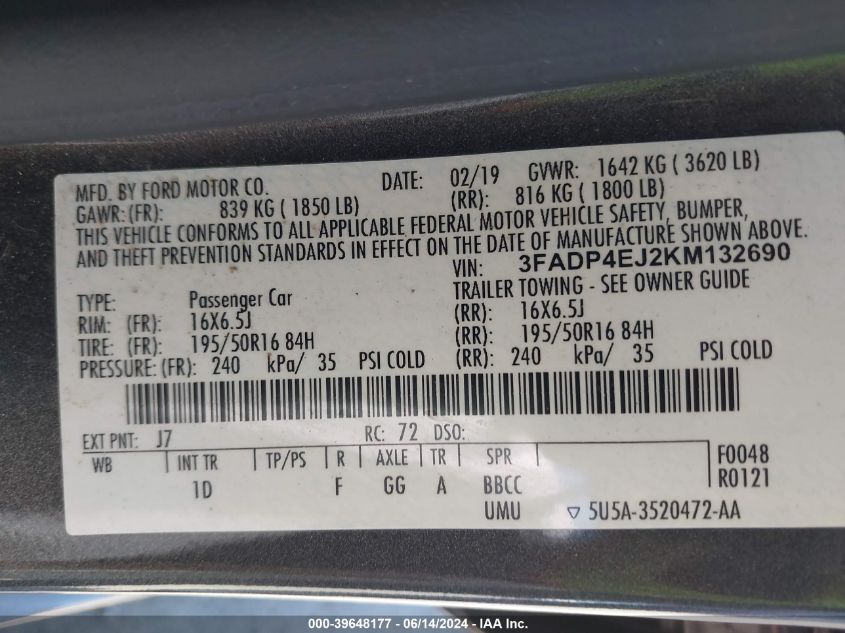 MFD. BY FORD MOTOR CO. DATE: 02/19 GVWR: 1642 KG ( 3620 LB)
GAWR: (FR): 839 KG ( 1850 LB) (RR): 816 KG ( 1800 LB)
THIS VEHICLE CONFORMS TO ALL APPLICABLE FEDERAL MOTOR VEHICLE SAFETY, BUMPER,
AND THEFT PREVENTION STANDARDS IN EFFECT ON THE DATE OF MANUFACTURE SHOWN ABOVE.
VIN: 3FADP4EJ2KM132690
TYPE: Passenger Car TRAILER TOWING - SEE OWNER GUIDE
RIM: (FR): 16X6.5J (RR): 16X6.5J
TIRE: (FR): 195/50R16 84H (RR): 195/50R16 84H
PRESSURE: (FR): 240 kPa/ 35 PSI COLD (RR): 240 kPa/ 35 PSI COLD
EXT PNT: J7 RC: 72 DSO:
WB INT TR TP/PS R AXLE TR SPR F0048
1D F GG A BBCC R0121
UMU ▽ 5U5A-3520472-AA
000-39648177 - 06/14/2024 - IAA Inc.